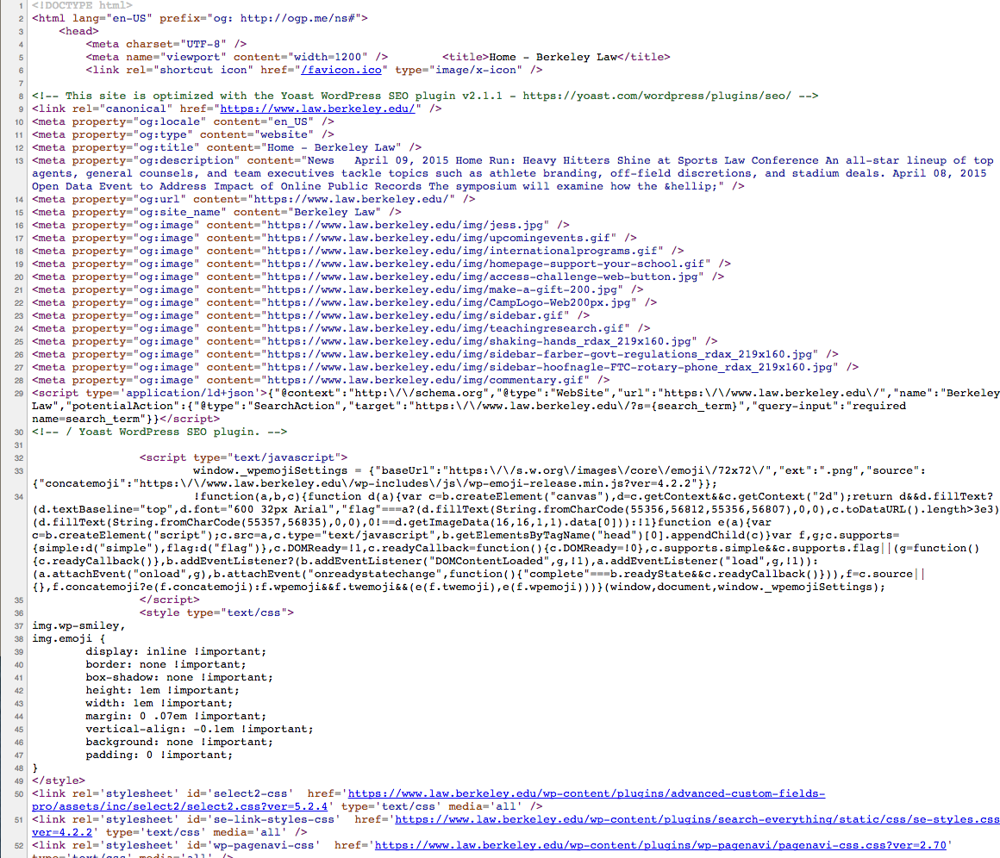 1 <!DOCTYPE html>
2 <html lang="en-US" prefix="og: http://ogp.me/ns#">
3 <head>
4 <meta charset="UTF-8" />
5 <meta name="viewport" content="width=1200" /> <title>Home - Berkeley Law</title>
6 <link rel="shortcut icon" href="/favicon.ico" type="image/x-icon" />
7
8 <!-- This site is optimized with the Yoast WordPress SEO plugin v2.1.1 - https://yoast.com/wordpress/plugins/seo/ -->
9 <link rel="canonical" href="https://www.law.berkeley.edu/" />
10 <meta property="og:locale" content="en_US" />
11 <meta property="og:type" content="website" />
12 <meta property="og:title" content="Home - Berkeley Law" />
13 <meta property="og:description" content="News   April 09, 2015 Home Run: Heavy Hitters Shine at Sports Law Conference An all-star lineup of top
agents, general counsels, and team executives tackle topics such as athlete branding, off-field discretions, and stadium deals. April 08, 2015
Open Data Event to Address Impact of Online Public Records The symposium will examine how the &hellip;" />
14 <meta property="og:url" content="https://www.law.berkeley.edu/" />
15 <meta property="og:site_name" content="Berkeley Law" />
16 <meta property="og:image" content="https://www.law.berkeley.edu/img/jess.jpg" />
17 <meta property="og:image" content="https://www.law.berkeley.edu/img/upcomingevents.gif" />
18 <meta property="og:image" content="https://www.law.berkeley.edu/img/internationalprograms.gif" />
19 <meta property="og:image" content="https://www.law.berkeley.edu/img/homepage-support-your-school.gif" />
20 <meta property="og:image" content="https://www.law.berkeley.edu/img/access-challenge-web-button.jpg" />
21 <meta property="og:image" content="https://www.law.berkeley.edu/img/make-a-gift-200.jpg" />
22 <meta property="og:image" content="https://www.law.berkeley.edu/img/CampLogo-Web200px.jpg" />
23 <meta property="og:image" content="https://www.law.berkeley.edu/img/sidebar.gif" />
24 <meta property="og:image" content="https://www.law.berkeley.edu/img/teachingresearch.gif" />
25 <meta property="og:image" content="https://www.law.berkeley.edu/img/shaking-hands_rdax_219x160.jpg" />
26 <meta property="og:image" content="https://www.law.berkeley.edu/img/sidebar-farber-govt-regulations_rdax_219x160.jpg" />
27 <meta property="og:image" content="https://www.law.berkeley.edu/img/sidebar-hoofnagle-FTC-rotary-phone_rdax_219x160.jpg" />
28 <meta property="og:image" content="https://www.law.berkeley.edu/img/commentary.gif" />
29 <script type='application/ld+json'>{"@context":"http:\/\/schema.org","@type":"WebSite","url":"https:\/\/www.law.berkeley.edu\/","name":"Berkeley
Law","potentialAction":{"@type":"SearchAction","target":"https:\/\/www.law.berkeley.edu\/?s={search_term}","query-input":"required
name=search_term"}}</script>
30 <!-- / Yoast WordPress SEO plugin. -->
31
32 <script type="text/javascript">
33 window._wpemojiSettings = {"baseUrl":"https:\/\/s.w.org\/images\/core\/emoji\/72x72\/","ext":".png","source":
{"concatemoji":"https:\/\/www.law.berkeley.edu\/wp-includes\/js\/wp-emoji-release.min.js?ver=4.2.2"}};
34 !function(a,b,c){function d(a){var c=b.createElement("canvas"),d=c.getContext&&c.getContext("2d");return d&&d.fillText?
(d.textBaseline="top",d.font="600 32px Arial","flag"===a?(d.fillText(String.fromCharCode(55356,56812,55356,56807),0,0),c.toDataURL().length>3e3)
(d.fillText(String.fromCharCode(55357,56835),0,0),0!==d.getImageData(16,16,1,1).data[0])):!1}function e(a){var
c=b.createElement("script");c.src=a,c.type="text/javascript",b.getElementsByTagName("head")[0].appendChild(c)}var f,g;c.supports=
{simple:d("simple"),flag:d("flag")},c.DOMReady=!1,c.readyCallback=function(){c.DOMReady=!0},c.supports.simple&&c.supports.flag||(g=function()
{c.readyCallback()},b.addEventListener?(b.addEventListener("DOMContentLoaded",g,!1),a.addEventListener("load",g,!1)):
(a.attachEvent("onload",g),b.attachEvent("onreadystatechange",function(){"complete"===b.readyState&&c.readyCallback()})),f=c.source||
{},f.concatemoji?e(f.concatemoji):f.wpemoji&&f.twemoji&&(e(f.twemoji),e(f.wpemoji)))}(window,document,window._wpemojiSettings);
35 </script>
36 <style type="text/css">
37 img.wp-smiley,
38 img.emoji {
39 display: inline !important;
40 border: none !important;
41 box-shadow: none !important;
42 height: 1em !important;
43 width: 1em !important;
44 margin: 0 .07em !important;
45 vertical-align: -0.1em !important;
46 background: none !important;
47 padding: 0 !important;
48 }
49 </style>
50 <link rel='stylesheet' id='select2-css'  href='https://www.law.berkeley.edu/wp-content/plugins/advanced-custom-fields-
pro/assets/inc/select2/select2.css?ver=5.2.4' type='text/css' media='all' />
51 <link rel='stylesheet' id='se-link-styles-css'  href='https://www.law.berkeley.edu/wp-content/plugins/search-everything/static/css/se-styles.css
ver=4.2.2' type='text/css' media='all' />
52 <link rel='stylesheet' id='wp-pagenavi-css'  href='https://www.law.berkeley.edu/wp-content/plugins/wp-pagenavi/pagenavi-css.css?ver=2.70'
type='text/css' media='all' />